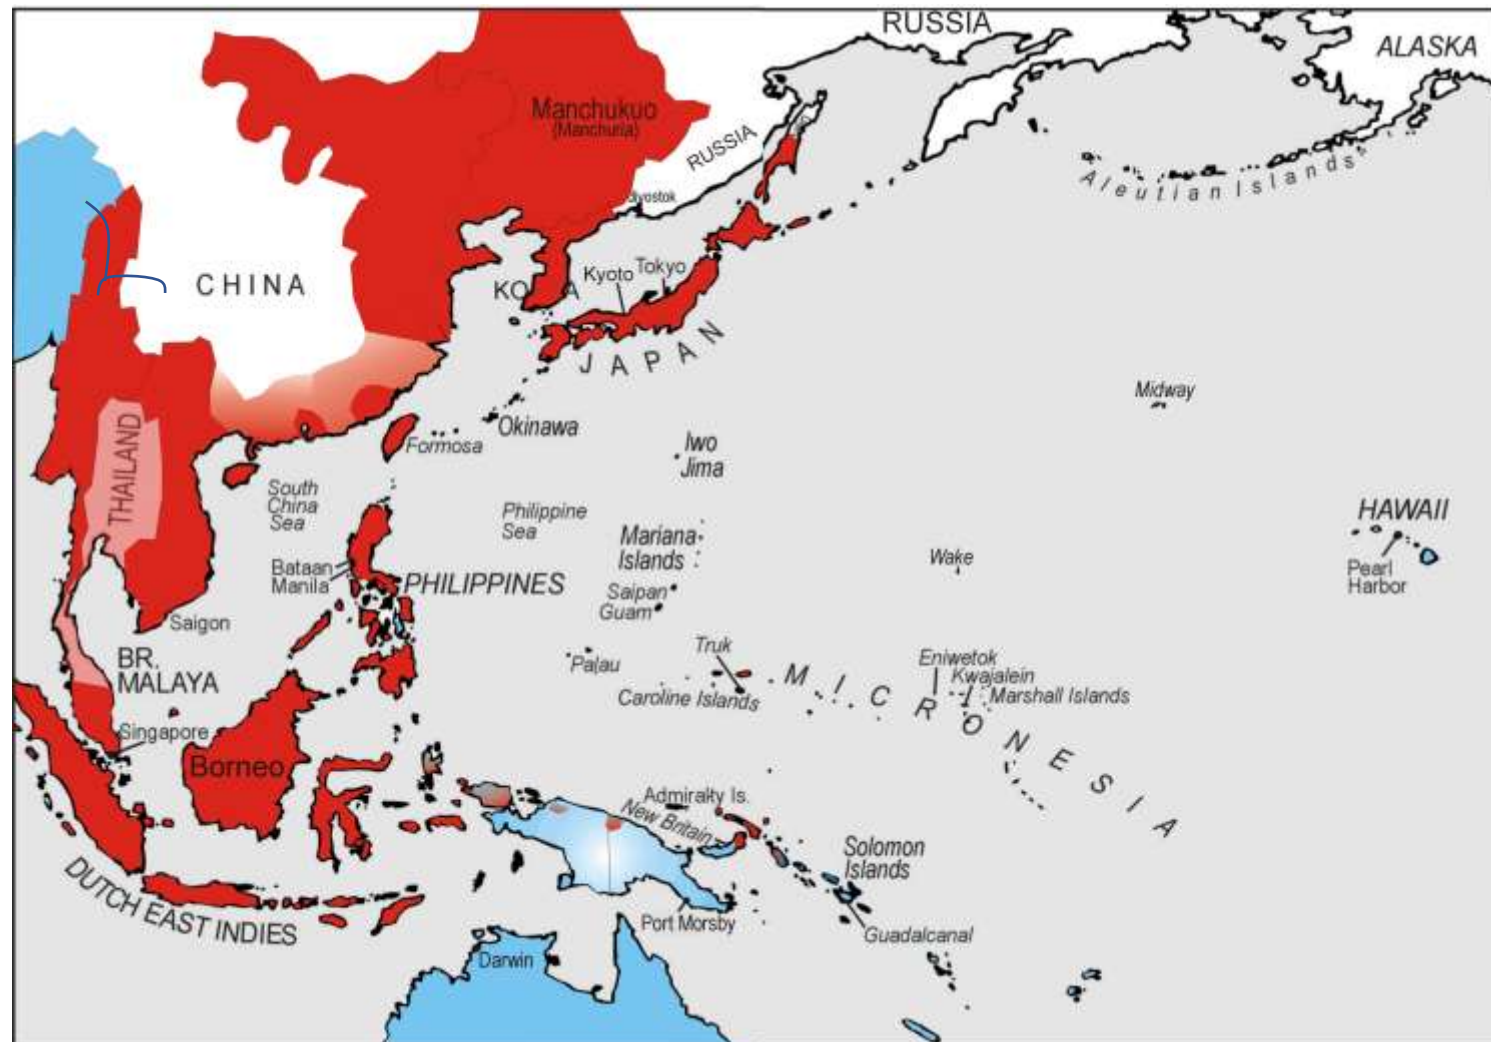 RUSSIA
ALASKA
Manchukuo
(Manchuria)
RUSSIA
Aleutian Islands
CHINA
Kyoto
Tokyo
JAPAN
Midway
THAILAND
Formosa
Okinawa
Iwo
Jima
South
China
Sea
Philippine
Sea
Mariana
Islands
HAWAII
Wake
Pearl
Harbor
Bataan
Manila
PHILIPPINES
Saipan
Guam
Saigon
Truk
BR.
MALAYA
Palau
Eniwetok
Kwajalein
Marshall Islands
Caroline Islands
MICRONESIA
Singapore
Borneo
Admiralty Is.
New Britain
Solomon
Islands
DUTCH EAST INDIES
Port Morsby
Guadalcanal
Darwin